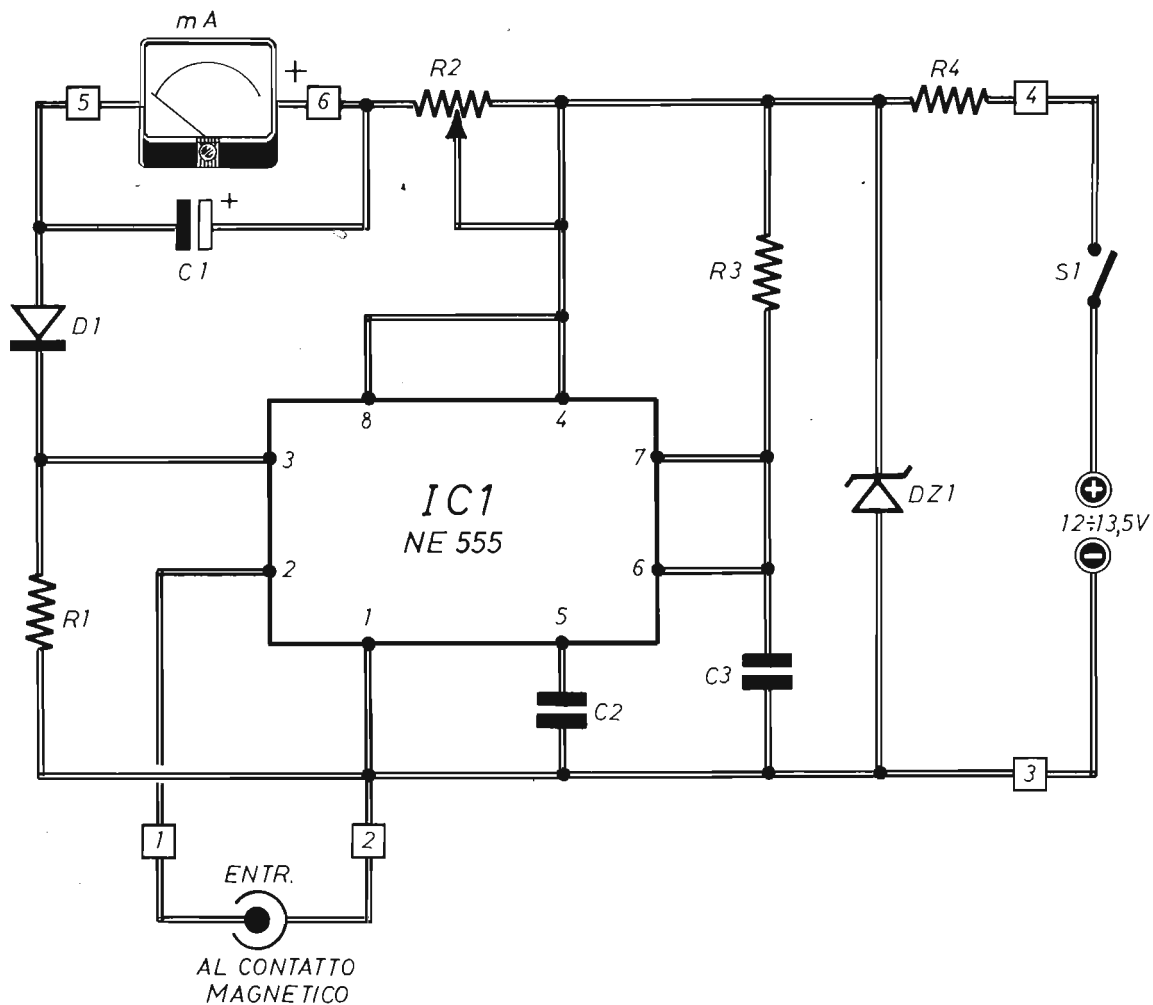 mA
5
+
6
R2
R4
4
+
C1
R3
S1
D1
8
4
3
7
IC1
NE 555
DZ1
12÷13,5V
2
6
R1
1
5
C3
C2
3
1
2
ENTR.
AL CONTATTO
MAGNETICO